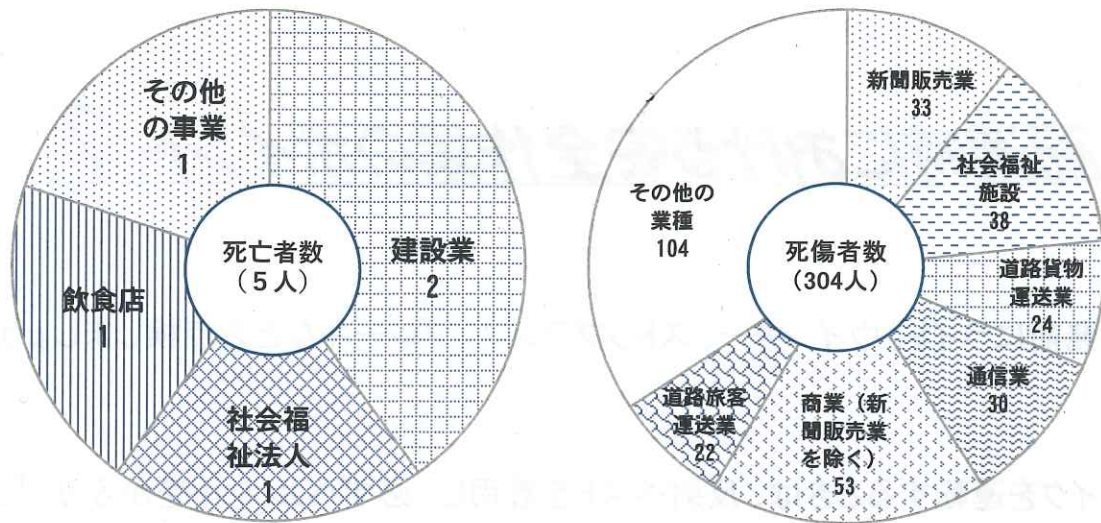 その他
の事業
1
建設業
2
飲食店
1
社会福
祉法人
1
死亡者数
(5人)
新聞販売業
33
社会福祉
施設
38
道路貨物
運送業
24
通信業
30
商業(新
聞販売業
を除く)
53
道路旅客
運送業
22
その他の
業種
104
死傷者数
(304人)